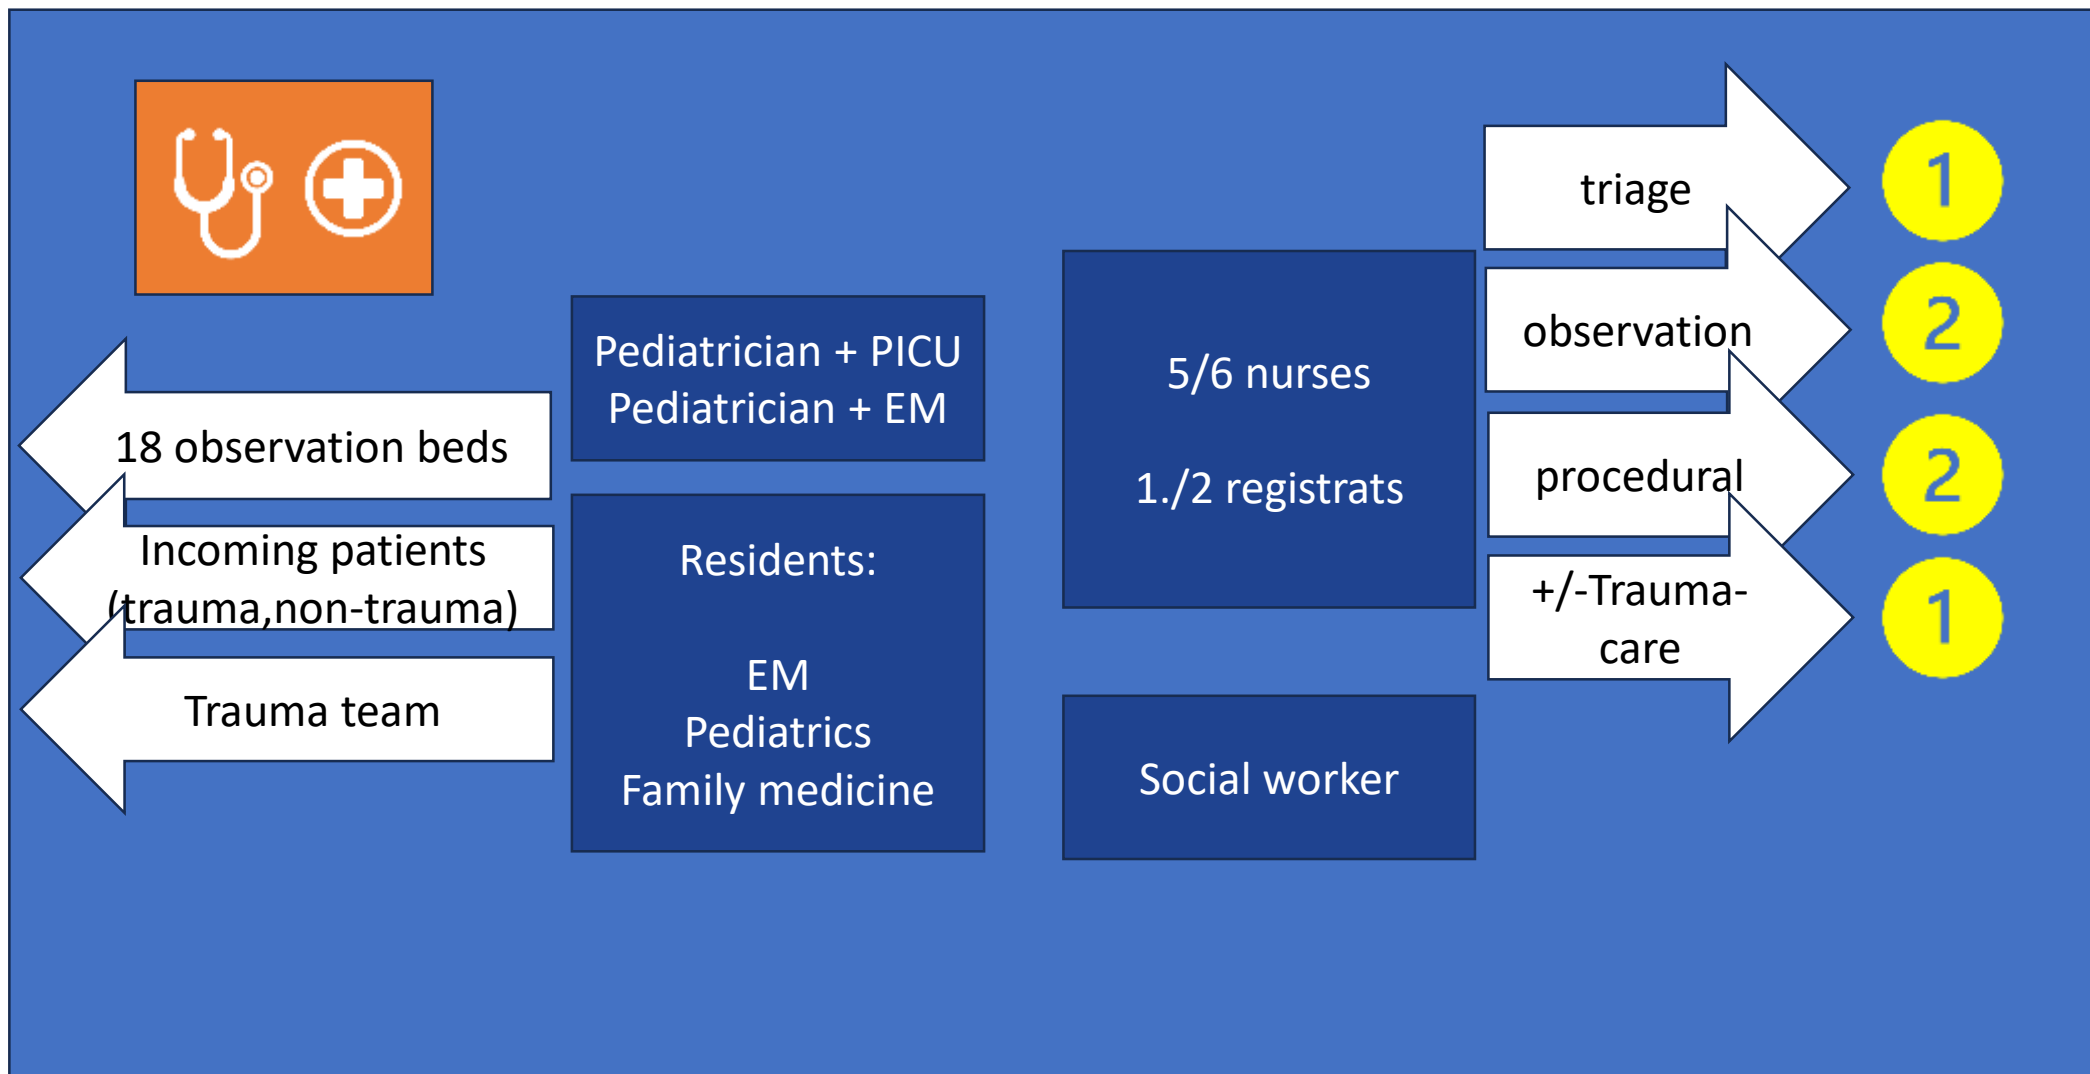 18 observation beds
Incoming patients
(trauma,non-trauma)
Trauma team
Pediatrician + PICU
Pediatrician + EM
Residents:
EM
Pediatrics
Family medicine
5/6 nurses
1./2 registrats
Social worker
triage
1
observation
2
procedural
2
+/-Trauma-
care
1